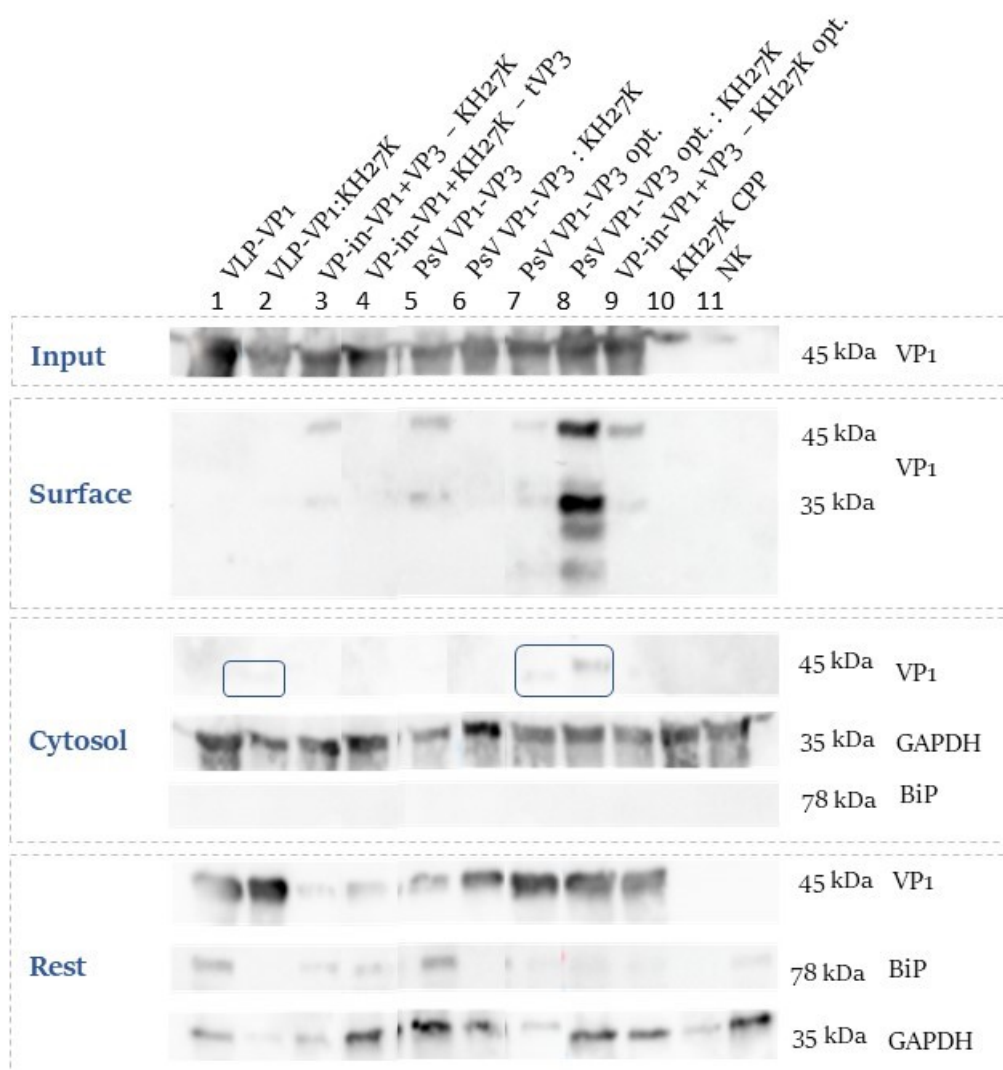 VLP-VP1
VLP-VP1:KH27K
VP-in-VP1+VP3 – KH27K
VP-in-VP1+KH27K – tVP3
PsV VP1-VP3
PsV VP1-VP3 : KH27K
PsV VP1-VP3 opt.
PsV VP1-VP3 opt. : KH27K
VP-in-VP1+VP3 – KH27K opt.
KH27K CPP
NK
1 2 3 4 5 6 7 8 9 10 11
Input 45 kDa VP1
45 kDa
VP1
Surface
35 kDa
45 kDa VP1
Cytosol 35 kDa GAPDH
78 kDa BiP
45 kDa VP1
Rest 78 kDa BiP
35 kDa GAPDH